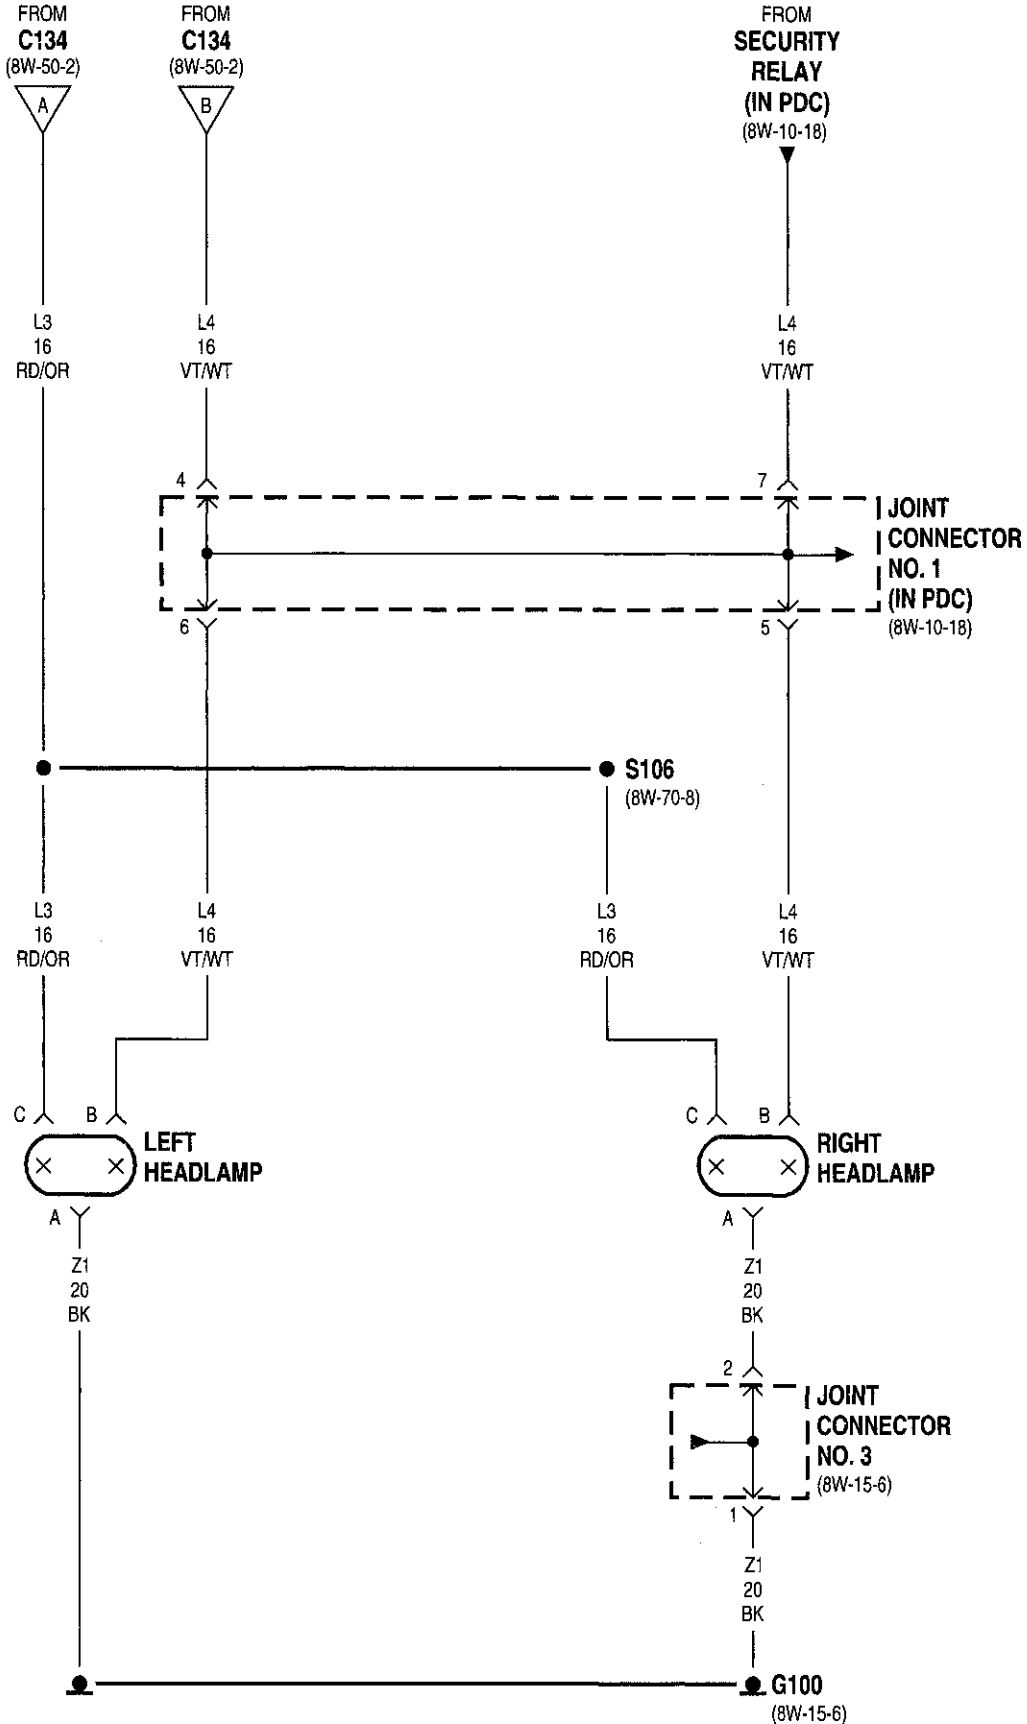 FROM
C134
(8W-50-2)
A
FROM
C134
(8W-50-2)
B
FROM
SECURITY
RELAY
(IN PDC)
(8W-10-18)
L3
16
RD/OR
L4
16
VT/WT
L4
16
VT/WT
4
7
JOINT
CONNECTOR
NO. 1
(IN PDC)
(8W-10-18)
6
5
S106
(8W-70-8)
L3
16
RD/OR
L4
16
VT/WT
L3
16
RD/OR
L4
16
VT/WT
C
B
LEFT
HEADLAMP
C
B
RIGHT
HEADLAMP
A
Z1
20
BK
A
Z1
20
BK
2
JOINT
CONNECTOR
NO. 3
(8W-15-6)
1
Z1
20
BK
G100
(8W-15-6)